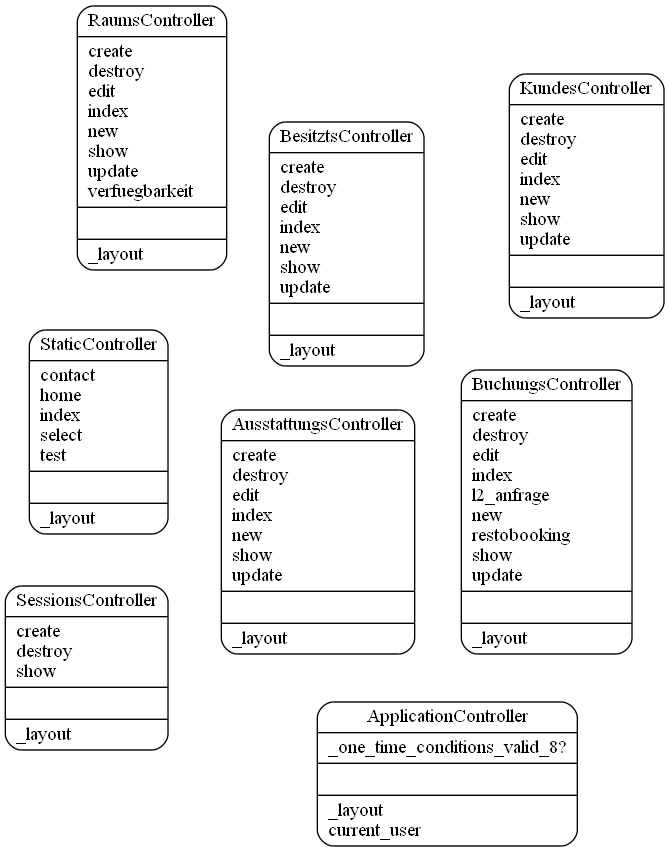 RaumsController
create
destroy
edit
index
new
show
update
verfuegbarkeit
_layout
KundesController
create
destroy
edit
index
new
show
update
_layout
BesitztsController
create
destroy
edit
index
new
show
update
_layout
StaticController
contact
home
index
select
test
_layout
BuchungsController
create
destroy
edit
index
l2_anfrage
new
restobooking
show
update
_layout
AusstattungsController
create
destroy
edit
index
new
show
update
_layout
SessionsController
create
destroy
show
_layout
ApplicationController
_one_time_conditions_valid_8?
_layout
current_user